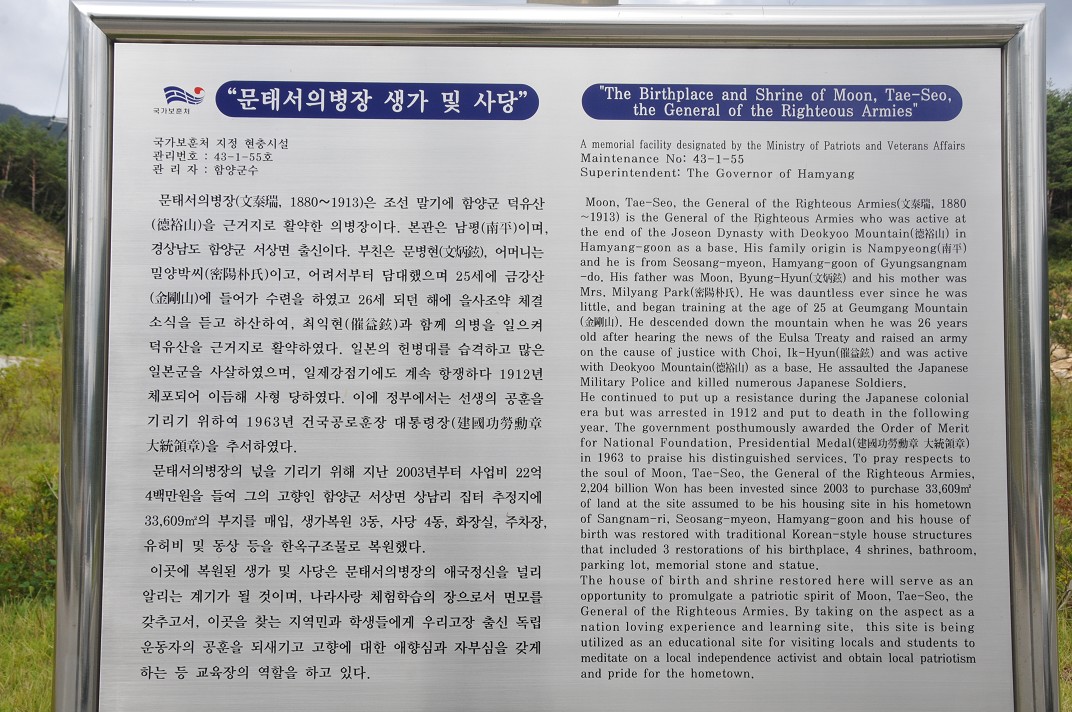 국가보훈처
"문태서의병장 생가 및 사당"
국가보훈처 지정 현충시설
관리번호 : 43-1-55호
관 리 자 : 함양군수
문태서의병장(文泰瑞, 1880~1913)은 조선 말기에 함양군 덕유산
(德裕山)을 근거지로 활약한 의병장이다. 본관은 남평(南平)이며,
경상남도 함양군 서상면 출신이다. 부친은 문병현(文炳鉉), 어머니는
밀양박씨(密陽朴氏)이고, 어려서부터 담대했으며 25세에 금강산
(金剛山)에 들어가 수련을 하였고 26세 되던 해에 을사조약 체결
소식을 듣고 하산하여, 최익현(催益鉉)과 함께 의병을 일으켜
덕유산을 근거지로 활약하였다. 일본의 헌병대를 습격하고 많은
일본군을 사살하였으며, 일제강점기에도 계속 항쟁하다 1912년
체포되어 이듬해 사형 당하였다. 이에 정부에서는 선생의 공훈을
기리기 위하여 1963년 건국공로훈장 대통령장(建國功勞勳章
大統領章)을 추서하였다.
문태서의병장의 넋을 기리기 위해 지난 2003년부터 사업비 22억
4백만원을 들여 그의 고향인 함양군 서상면 상남리 집터 추정지에
33,609㎡의 부지를 매입, 생가복원 3동, 사당 4동, 화장실, 주차장,
유허비 및 동상 등을 한옥구조물로 복원했다.
이곳에 복원된 생가 및 사당은 문태서의병장의 애국정신을 널리
알리는 계기가 될 것이며, 나라사랑 체험학습의 장으로서 면모를
갖추고서, 이곳을 찾는 지역민과 학생들에게 우리고장 출신 독립
운동자의 공훈을 되새기고 고향에 대한 애향심과 자부심을 갖게
하는 등 교육장의 역할을 하고 있다.
"The Birthplace and Shrine of Moon, Tae-Seo,
the General of the Righteous Armies"
A memorial facility designated by the Ministry of Patriots and Veterans Affairs
Maintenance No: 43-1-55
Superintendent: The Governor of Hamyang
Moon, Tae-Seo, the General of the Righteous Armies(文泰瑞, 1880
~1913) is the General of the Righteous Armies who was active at
the end of the Joseon Dynasty with Deokyoo Mountain(德裕山) in
Hamyang-goon as a base. His family origin is Nampyeong(南平)
and he is from Seosang-myeon, Hamyang-goon of Gyungsangnam
-do. His father was Moon, Byung-Hyun(文炳鉉) and his mother was
Mrs. Milyang Park(密陽朴氏). He was dauntless ever since he was
little, and began training at the age of 25 at Geumgang Mountain
(金剛山). He descended down the mountain when he was 26 years
old after hearing the news of the Eulsa Treaty and raised an army
on the cause of justice with Choi, Ik-Hyun(催益鉉) and was active
with Deokyoo Mountain(德裕山) as a base. He assaulted the Japanese
Military Police and killed numerous Japanese Soldiers.
He continued to put up a resistance during the Japanese colonial
era but was arrested in 1912 and put to death in the following
year. The government posthumously awarded the Order of Merit
for National Foundation, Presidential Medal(建國功勞勳章 大統領章)
in 1963 to praise his distinguished services. To pray respects to
the soul of Moon, Tae-Seo, the General of the Righteous Armies,
2,204 billion Won has been invested since 2003 to purchase 33,609㎡
of land at the site assumed to be his housing site in his hometown
of Sangnam-ri, Seosang-myeon, Hamyang-goon and his house of
birth was restored with traditional Korean-style house structures
that included 3 restorations of his birthplace, 4 shrines, bathroom,
parking lot, memorial stone and statue.
The house of birth and shrine restored here will serve as an
opportunity to promulgate a patriotic spirit of Moon, Tae-Seo, the
General of the Righteous Armies. By taking on the aspect as a
nation loving experience and learning site, this site is being
utilized as an educational site for visiting locals and students to
meditate on a local independence activist and obtain local patriotism
and pride for the hometown.